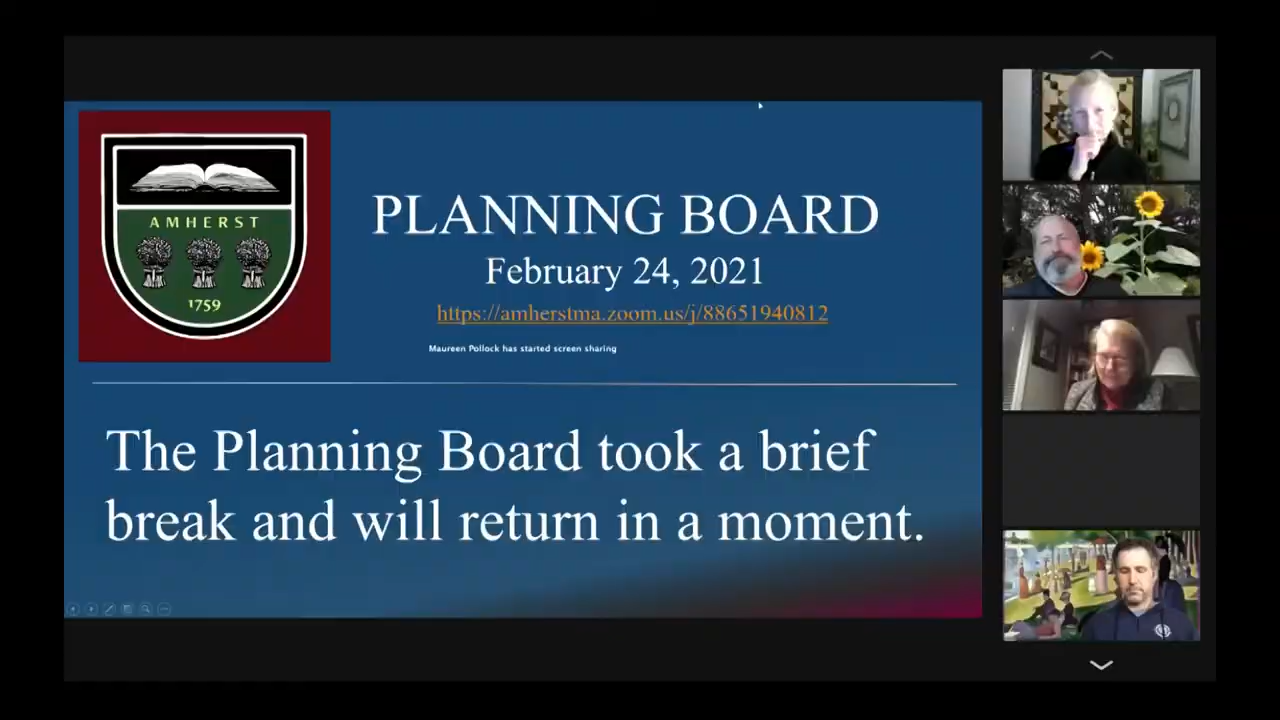 AMHERST
1759
PLANNING BOARD
February 24, 2021
https://amherstma.zoom.us/j/88651940812
Maureen Pollock has started screen sharing
The Planning Board took a brief
break and will return in a moment.